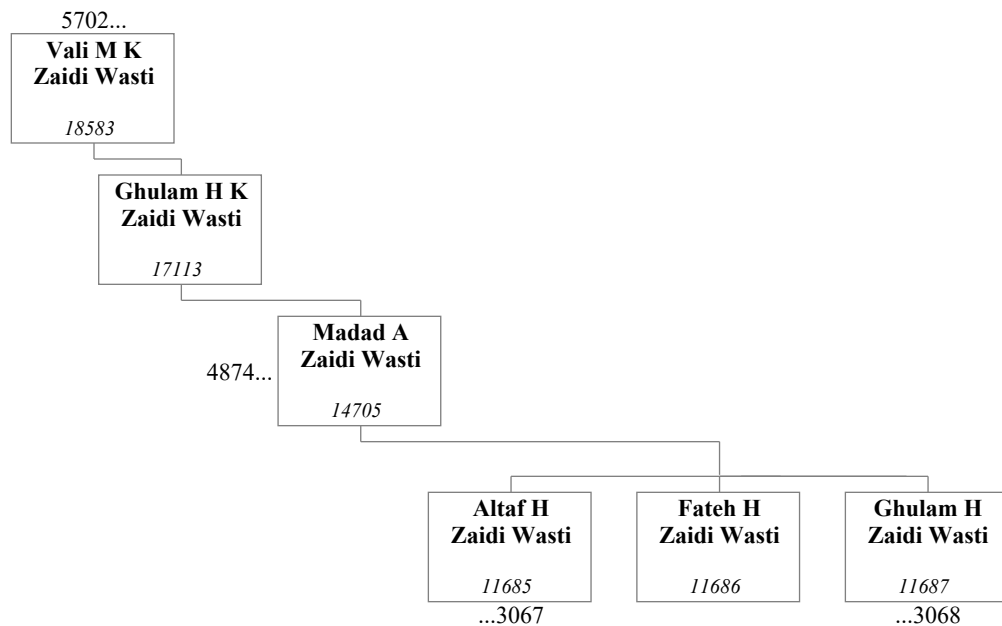 5702...
Vali M K
Zaidi Wasti
18583
Ghulam H K
Zaidi Wasti
17113
Madad A
Zaidi Wasti
4874...
14705
Altaf H
Zaidi Wasti
11685
...3067
Fateh H
Zaidi Wasti
11686
Ghulam H
Zaidi Wasti
11687
...3068